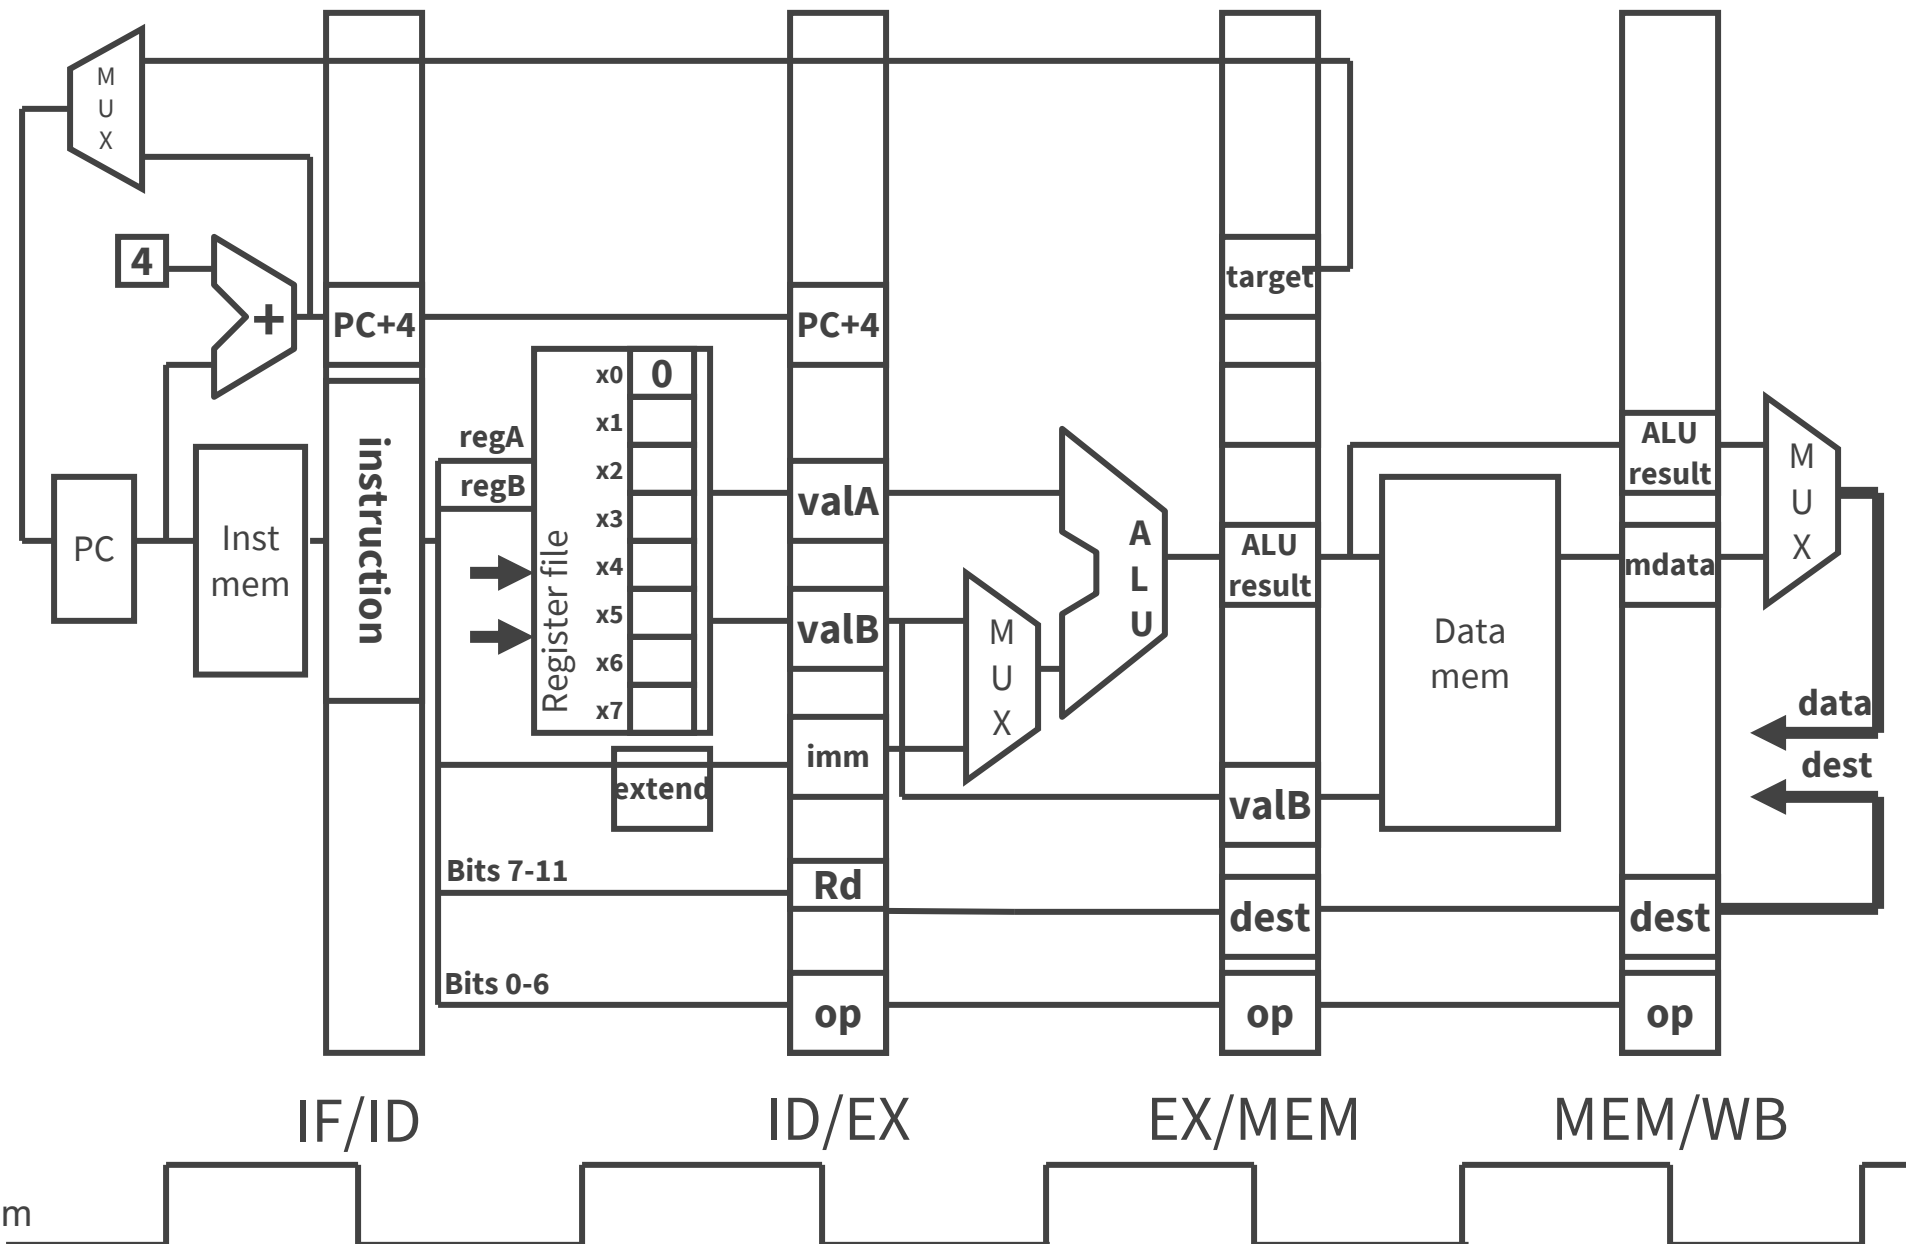 M
U
X
4
+
PC
Inst
mem
PC+4
instruction
regA
regB
Register file
x0
0
x1
x2
x3
x4
x5
x6
x7
extend
Bits 7-11
Bits 0-6
PC+4
valA
valB
imm
Rd
op
M
U
X
A
L
U
target
ALU
result
valB
dest
op
Data
mem
ALU
result
mdata
dest
op
M
U
X
data
dest
IF/ID
ID/EX
EX/MEM
MEM/WB
m